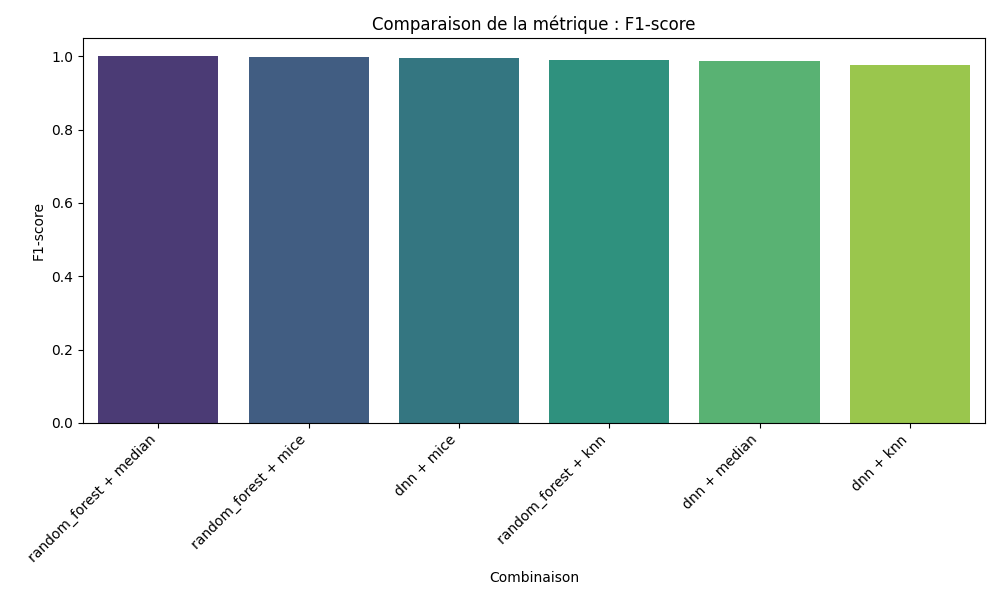 Comparaison de la métrique : F1-score
F1-score
1.0
0.8
0.6
0.4
0.2
0.0
random_forest + median
random_forest + mice
dnn + mice
random_forest + knn
dnn + median
dnn + knn
Combinaison